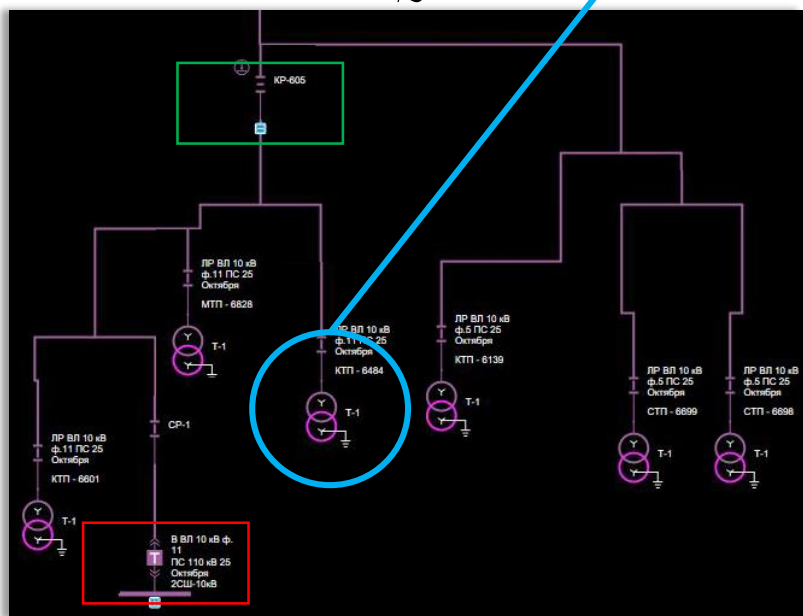 КР-605
ЛР ВЛ 10 кВ
ф.11 ПС 25
Октября
МТП - 6828
Т-1
ЛР ВЛ 10 кВ
ф.11 ПС 25
Октября
КТП - 6484
Т-1
ЛР ВЛ 10 кВ
ф.5 ПС 25
Октября
КТП - 6139
Т-1
ЛР ВЛ 10 кВ
ф.5 ПС 25
Октября
СТП - 6699
Т-1
ЛР ВЛ 10 кВ
ф.5 ПС 25
Октября
СТП - 6698
Т-1
ЛР ВЛ 10 кВ
ф.11 ПС 25
Октября
КТП - 6601
Т-1
СР-1
Т
В ВЛ 10 кВ ф.
11
ПС 110 кВ 25
Октября
2СШ-10кВ